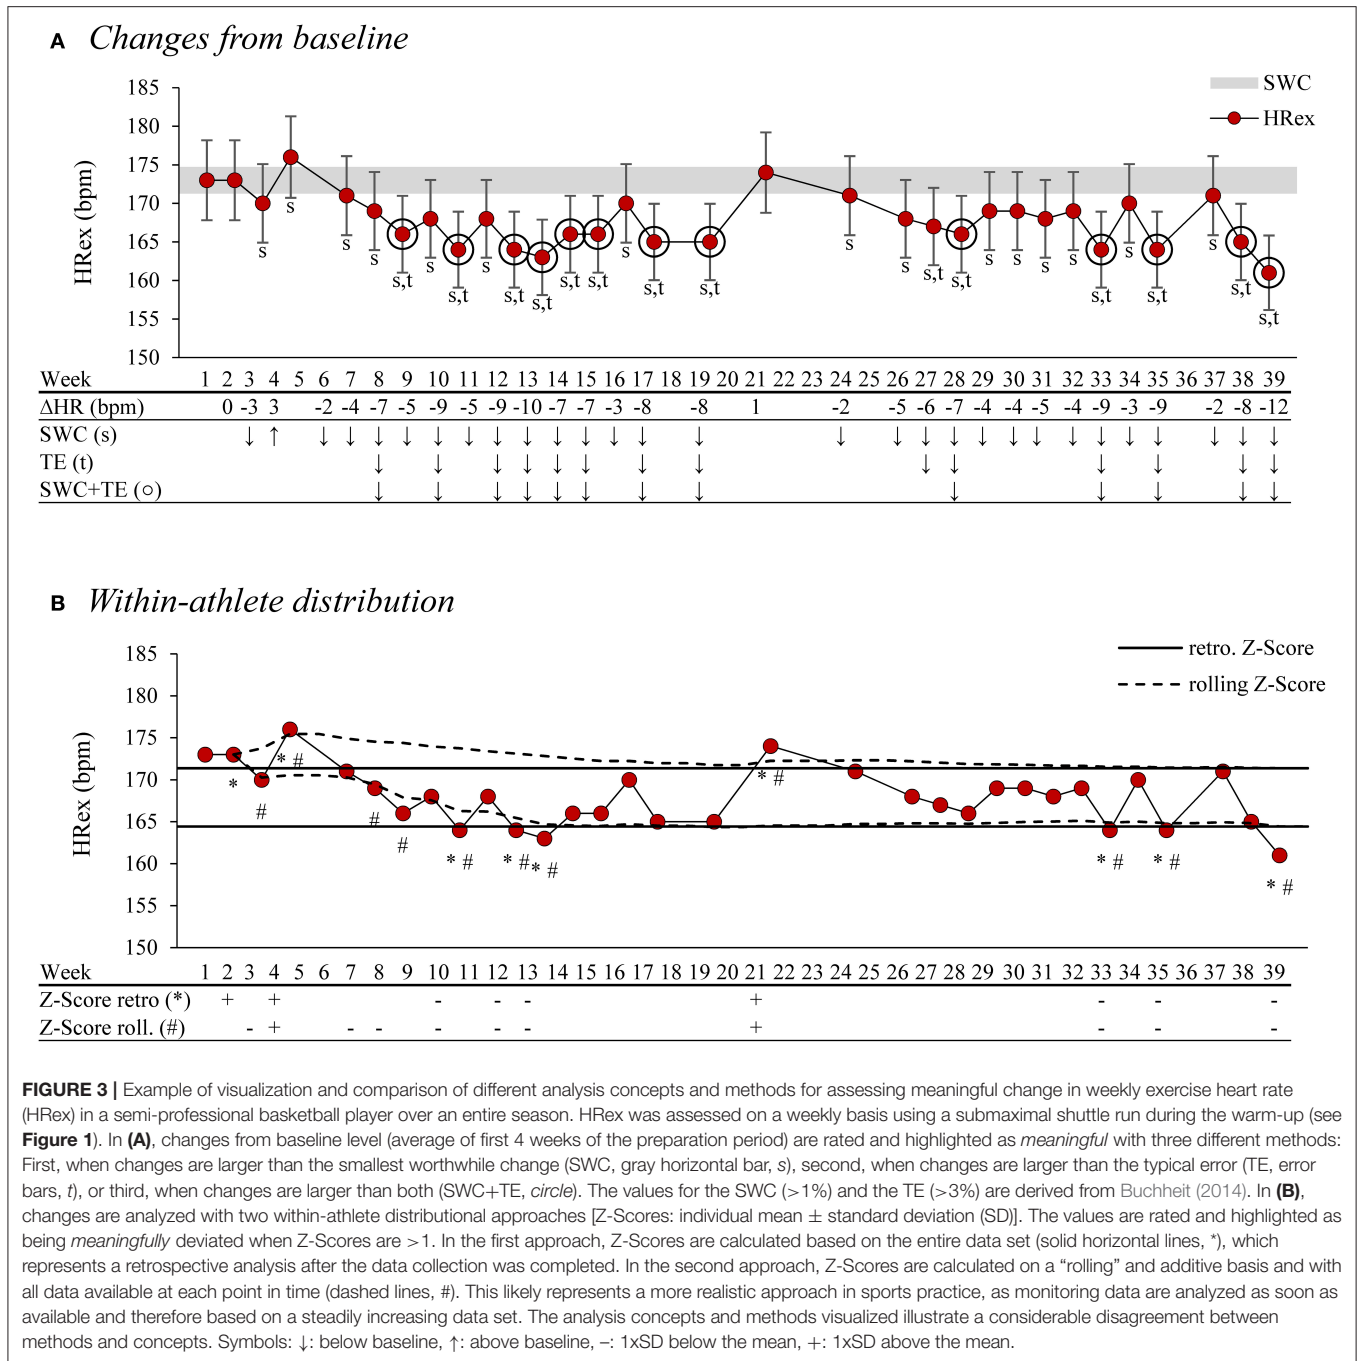 A Changes from baseline
185
180
175
170
165
160
155
150
HRex (bpm)
SWC
HRex
s
s
s
s
s,t
s
s,t
s
s,t
s,t
s,t
s,t
s
s,t
s,t
s
s
s,t
s,t
s
s
s
s
s,t
s
s,t
s
s,t
s,t
Week 1 2 3 4 5 6 7 8 9 10 11 12 13 14 15 16 17 18 19 20 21 22 23 24 25 26 27 28 29 30 31 32 33 34 35 36 37 38 39
ΔHR (bpm) 0 -3 3 -2 -4 -7 -5 -9 -5 -9 -10 -7 -7 -3 -8 -8 1 -2 -5 -6 -7 -4 -4 -5 -4 -9 -3 -9 -2 -8 -12
SWC (s) ↓ ↑ ↓ ↓ ↓ ↓ ↓ ↓ ↓ ↓ ↓ ↓ ↓ ↓ ↓ ↓ ↓ ↓ ↓ ↓ ↓ ↓ ↓ ↓ ↓ ↓ ↓ ↓ ↓
TE (t) ↓ ↓ ↓ ↓ ↓ ↓ ↓ ↓ ↓ ↓ ↓ ↓ ↓ ↓
SWC+TE (○) ↓ ↓ ↓ ↓ ↓ ↓ ↓ ↓ ↓ ↓ ↓ ↓ ↓
B Within-athlete distribution
185
180
175
170
165
160
155
150
HRex (bpm)
retro. Z-Score
rolling Z-Score
*
#
* #
#
#
* #
* #
* #
* #
* #
* #
* #
Week 1 2 3 4 5 6 7 8 9 10 11 12 13 14 15 16 17 18 19 20 21 22 23 24 25 26 27 28 29 30 31 32 33 34 35 36 37 38 39
Z-Score retro (*) + + - - - + - - -
Z-Score roll. (#) - + - - - - - + - - -
FIGURE 3 | Example of visualization and comparison of different analysis concepts and methods for assessing meaningful change in weekly exercise heart rate
(HRex) in a semi-professional basketball player over an entire season. HRex was assessed on a weekly basis using a submaximal shuttle run during the warm-up (see
Figure 1). In (A), changes from baseline level (average of first 4 weeks of the preparation period) are rated and highlighted as meaningful with three different methods:
First, when changes are larger than the smallest worthwhile change (SWC, gray horizontal bar, s), second, when changes are larger than the typical error (TE, error
bars, t), or third, when changes are larger than both (SWC+TE, circle). The values for the SWC (>1%) and the TE (>3%) are derived from Buchheit (2014). In (B),
changes are analyzed with two within-athlete distributional approaches [Z-Scores: individual mean ± standard deviation (SD)]. The values are rated and highlighted as
being meaningfully deviated when Z-Scores are >1. In the first approach, Z-Scores are calculated based on the entire data set (solid horizontal lines, *), which
represents a retrospective analysis after the data collection was completed. In the second approach, Z-Scores are calculated on a “rolling” and additive basis and with
all data available at each point in time (dashed lines, #). This likely represents a more realistic approach in sports practice, as monitoring data are analyzed as soon as
available and therefore based on a steadily increasing data set. The analysis concepts and methods visualized illustrate a considerable disagreement between
methods and concepts. Symbols: ↓: below baseline, ↑: above baseline, –: 1xSD below the mean, +: 1xSD above the mean.